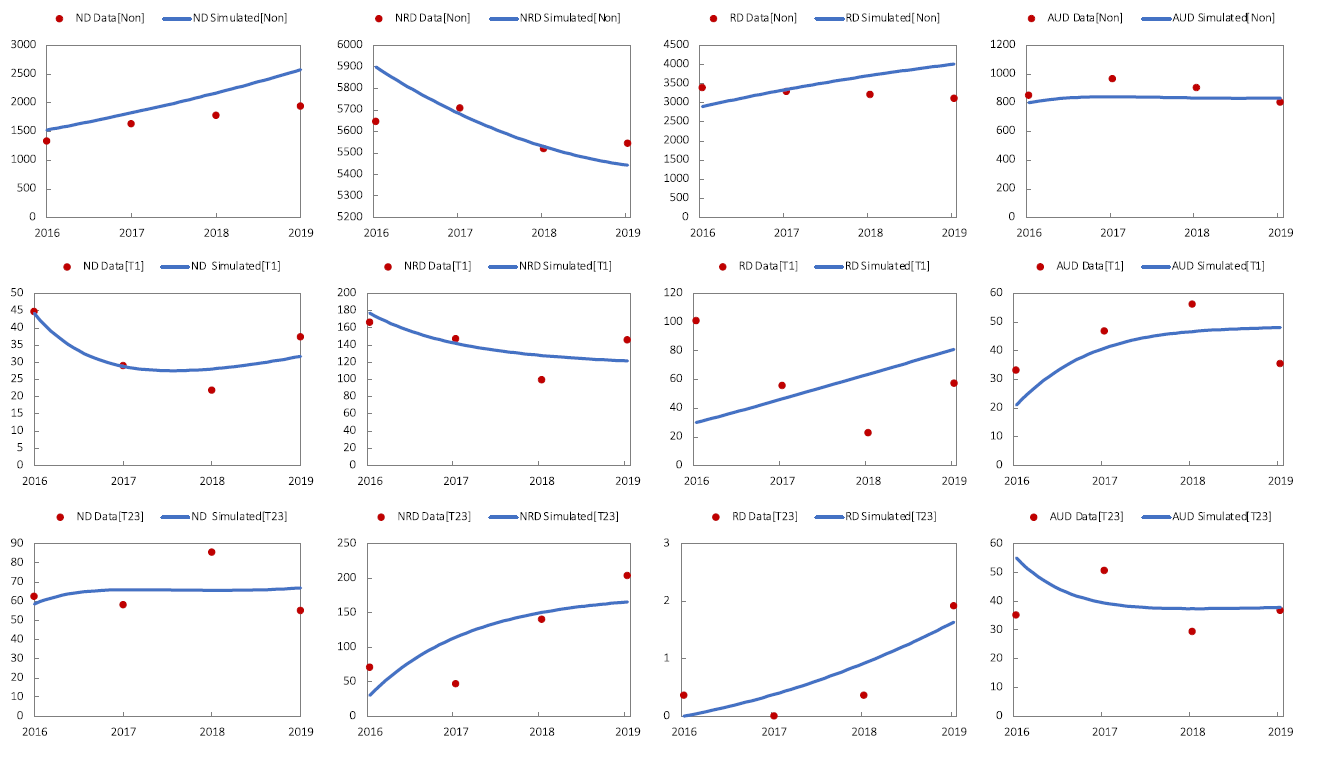 ND Data[Non] ND Simulated[Non] NRD Data[Non] NRD Simulated[Non] RD Data[Non] RD Simulated[Non] AUD Data[Non] AUD Simulated[Non]
3000 6000 4500 1200
2500 5900 4000 1000
2000 5800 3500 800
1500 5700 3000 600
1000 5600 2500 400
500 5500 2000 200
0 5400 1500 0
5300 1000
5200 500
0
2016 2017 2018 2019 2016 2017 2018 2019 2016 2017 2018 2019 2016 2017 2018 2019
ND Data[T1] ND Simulated[T1] NRD Data[T1] NRD Simulated[T1] RD Data[T1] RD Simulated[T1] AUD Data[T1] AUD Simulated[T1]
50 200 120 60
45 180 100 50
40 160 80 40
35 140 60 30
30 120 40 20
25 100 20 10
20 80 0 0
15 60
10 40
5 20
0 0
2016 2017 2018 2019 2016 2017 2018 2019 2016 2017 2018 2019 2016 2017 2018 2019
ND Data[T23] ND Simulated[T23] NRD Data[T23] NRD Simulated[T23] RD Data[T23] RD Simulated[T23] AUD Data[T23] AUD Simulated[T23]
90 250 3 60
80 200 2 50
70 150 1 40
60 100 0 30
50 50 20
40 0 10
30 0
20
10
0
2016 2017 2018 2019 2016 2017 2018 2019 2016 2017 2018 2019 2016 2017 2018 2019